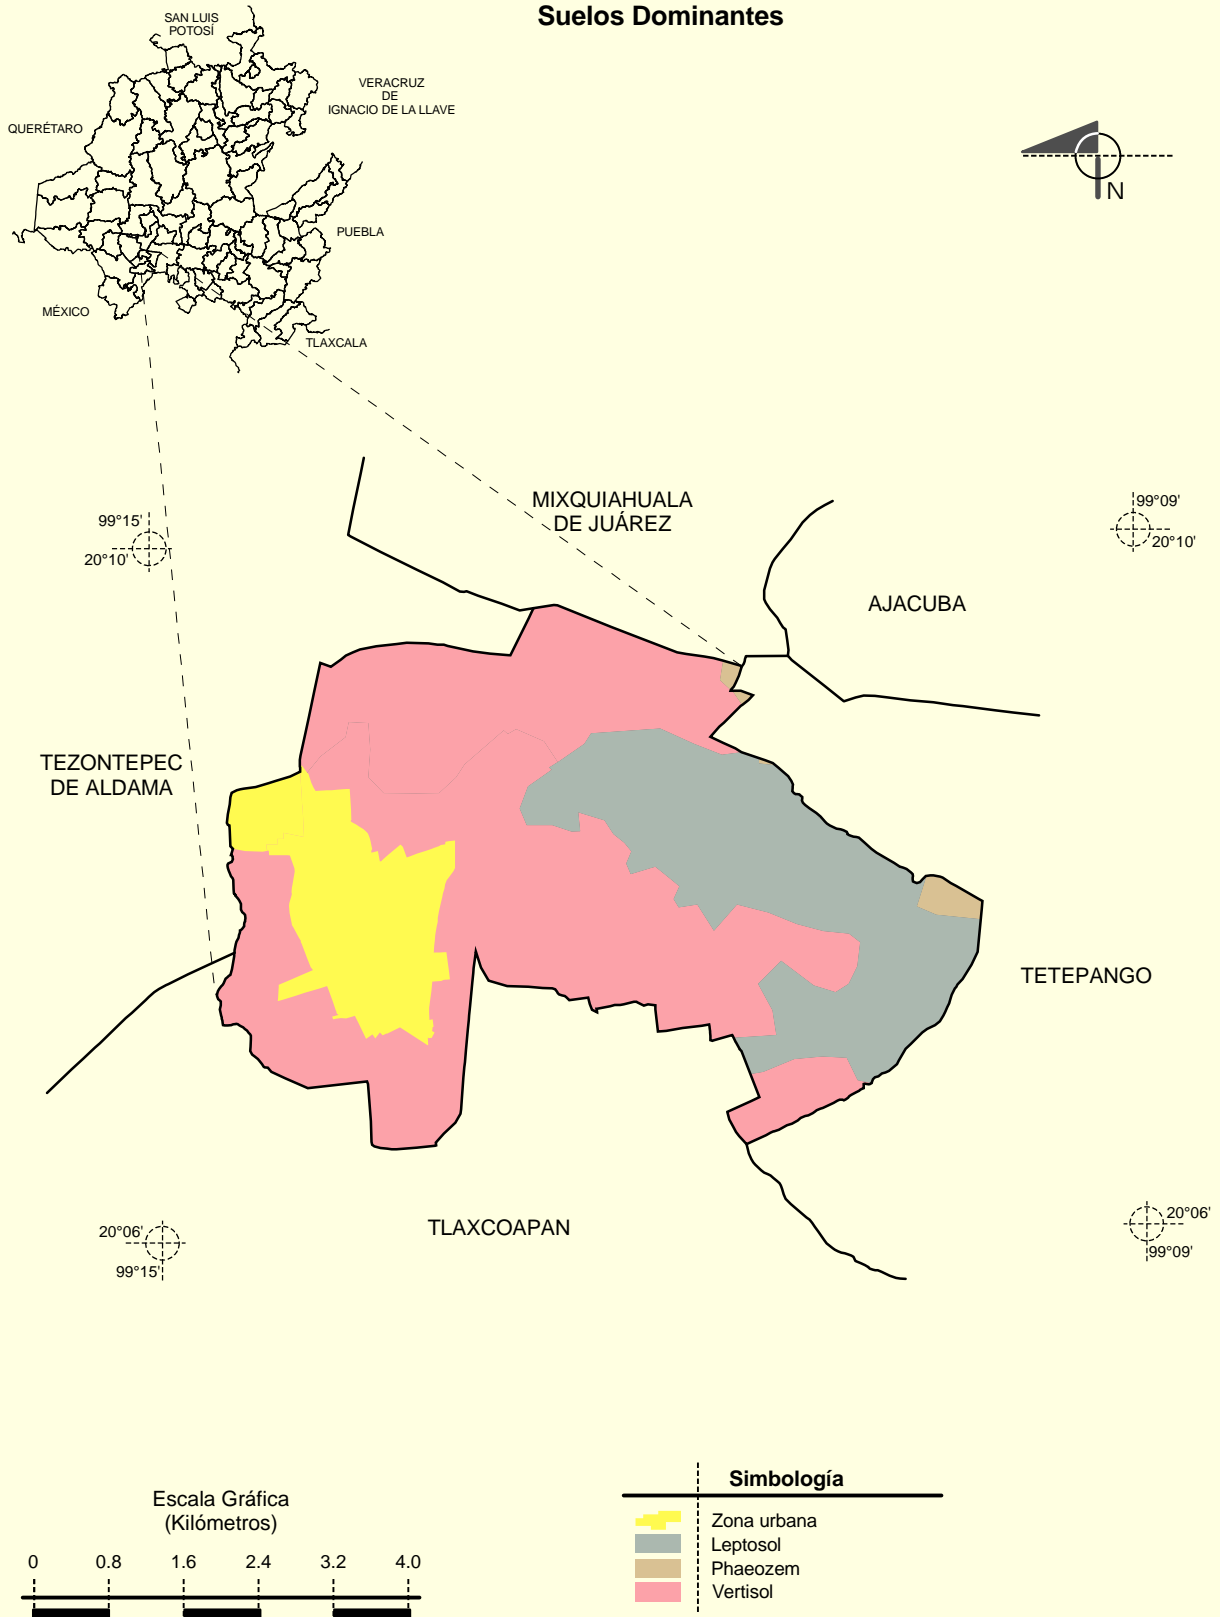 Suelos Dominantes
SAN LUIS
POTOSÍ
VERACRUZ
DE
IGNACIO DE LA LLAVE
QUERÉTARO
PUEBLA
MÉXICO
TLAXCALA
N
MIXQUIAHUALA
DE JUÁREZ
99°15'
20°10'
99°09'
20°10'
AJACUBA
TEZONTEPEC
DE ALDAMA
TETEPANGO
TLAXCOAPAN
20°06'
99°15'
20°06'
99°09'
Escala Gráfica
(Kilómetros)
0 0.8 1.6 2.4 3.2 4.0
Simbología
Zona urbana
Leptosol
Phaeozem
Vertisol